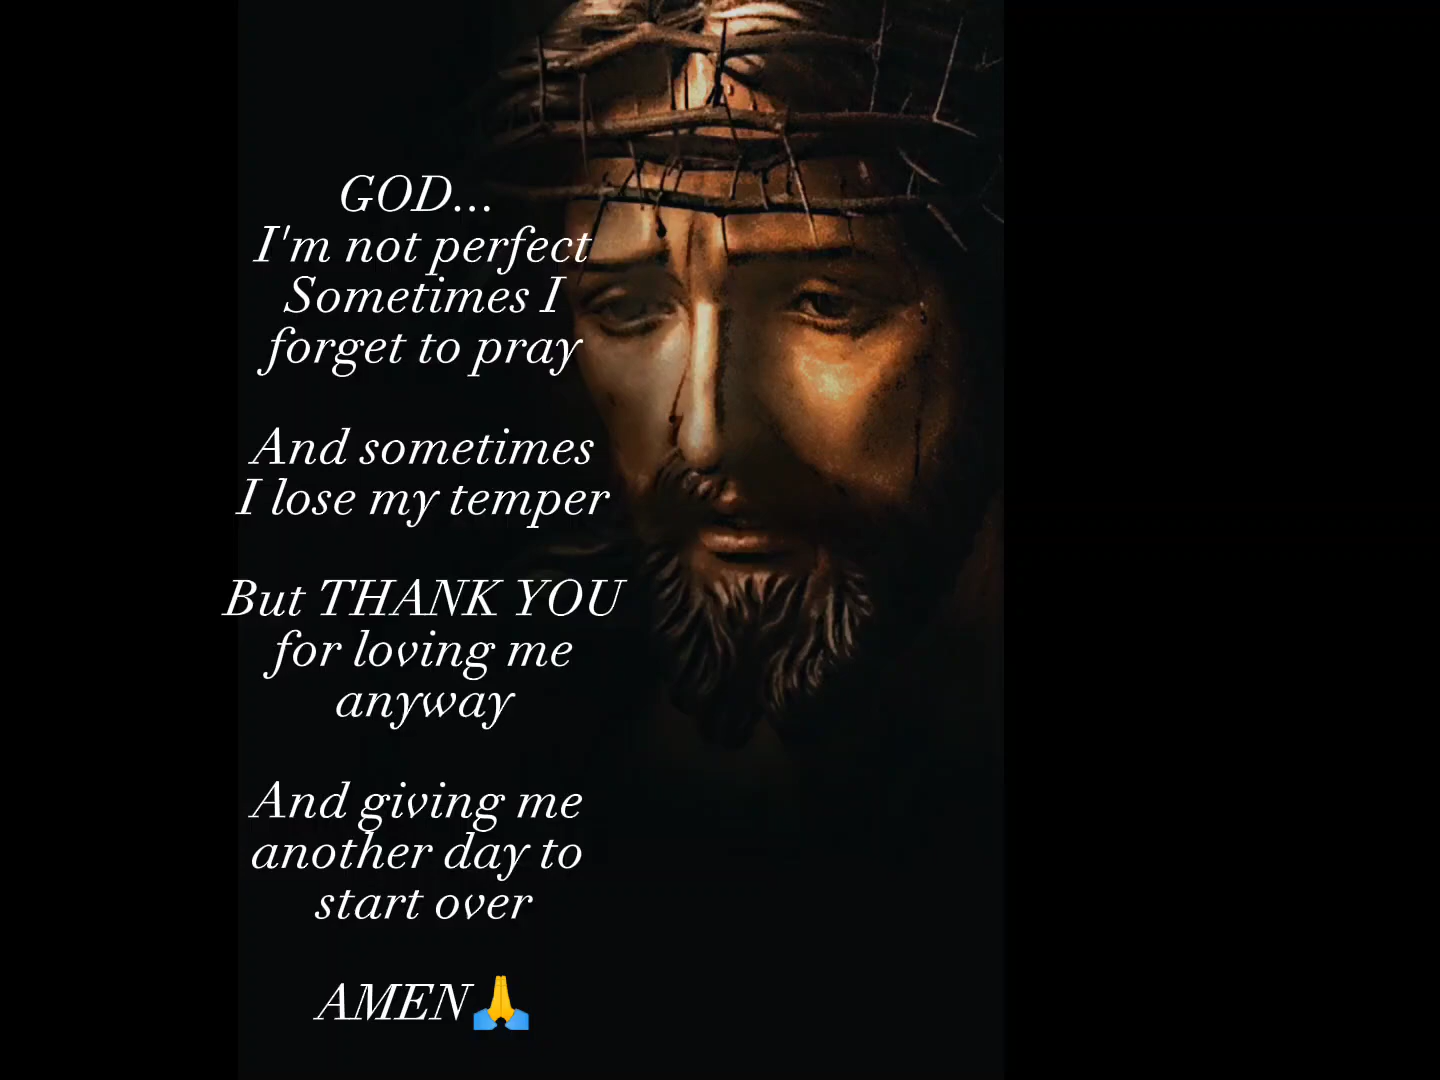 GOD...
I'm not perfect
Sometimes I
forget to pray
And sometimes
I lose my temper
But THANK YOU
for loving me
anyway
And giving me
another day to
start over
AMEN🙏